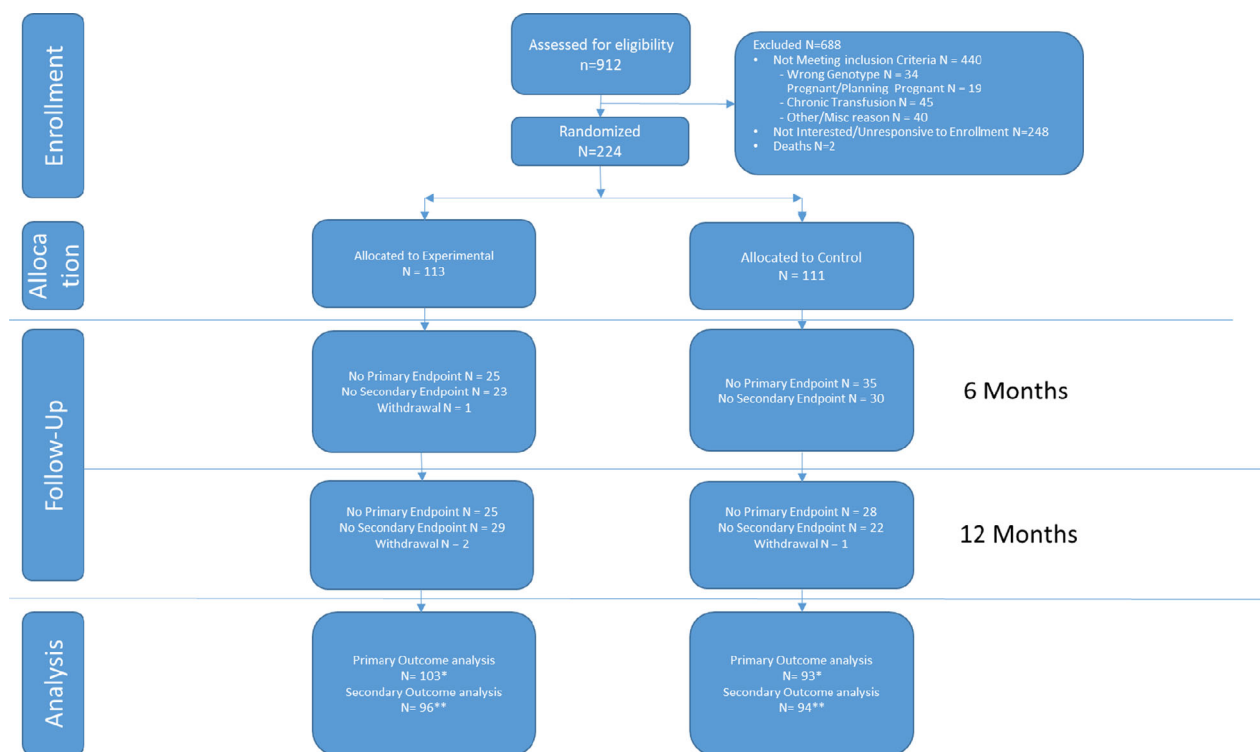 Enrollment
Assessed for eligibility
n=912
Excluded N=688
• Not Meeting inclusion Criteria N = 440
- Wrong Genotype N = 34
Pregnant/Planning Pregnant N = 19
- Chronic Transfusion N = 45
- Other/Misc reason N = 40
• Not Interested/Unresponsive to Enrollment N=248
• Deaths N=2
Randomized
N=224
Alloca
tion
Allocated to Experimental
N = 113
Allocated to Control
N = 111
Follow-Up
No Primary Endpoint N = 25
No Secondary Endpoint N = 23
Withdrawal N = 1
No Primary Endpoint N = 35
No Secondary Endpoint N = 30
6 Months
No Primary Endpoint N = 25
No Secondary Endpoint N = 29
Withdrawal N – 2
No Primary Endpoint N = 28
No Secondary Endpoint N = 22
Withdrawal N – 1
12 Months
Analysis
Primary Outcome analysis
N= 103*
Secondary Outcome analysis
N= 96**
Primary Outcome analysis
N= 93*
Secondary Outcome analysis
N= 94**